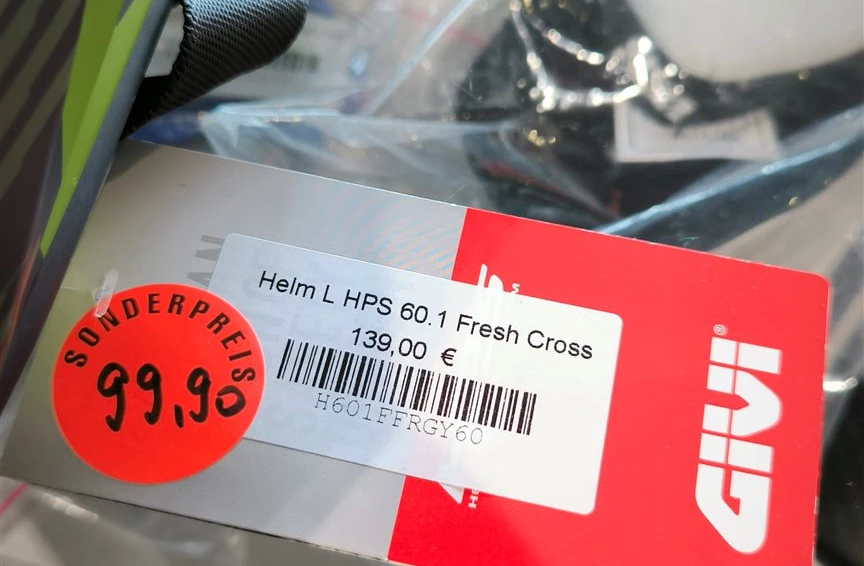 Helm L HPS 60.1 Fresh Cross
139,00 €
H601FFRGY60
SONDERPREIS
99,90
GIVI®